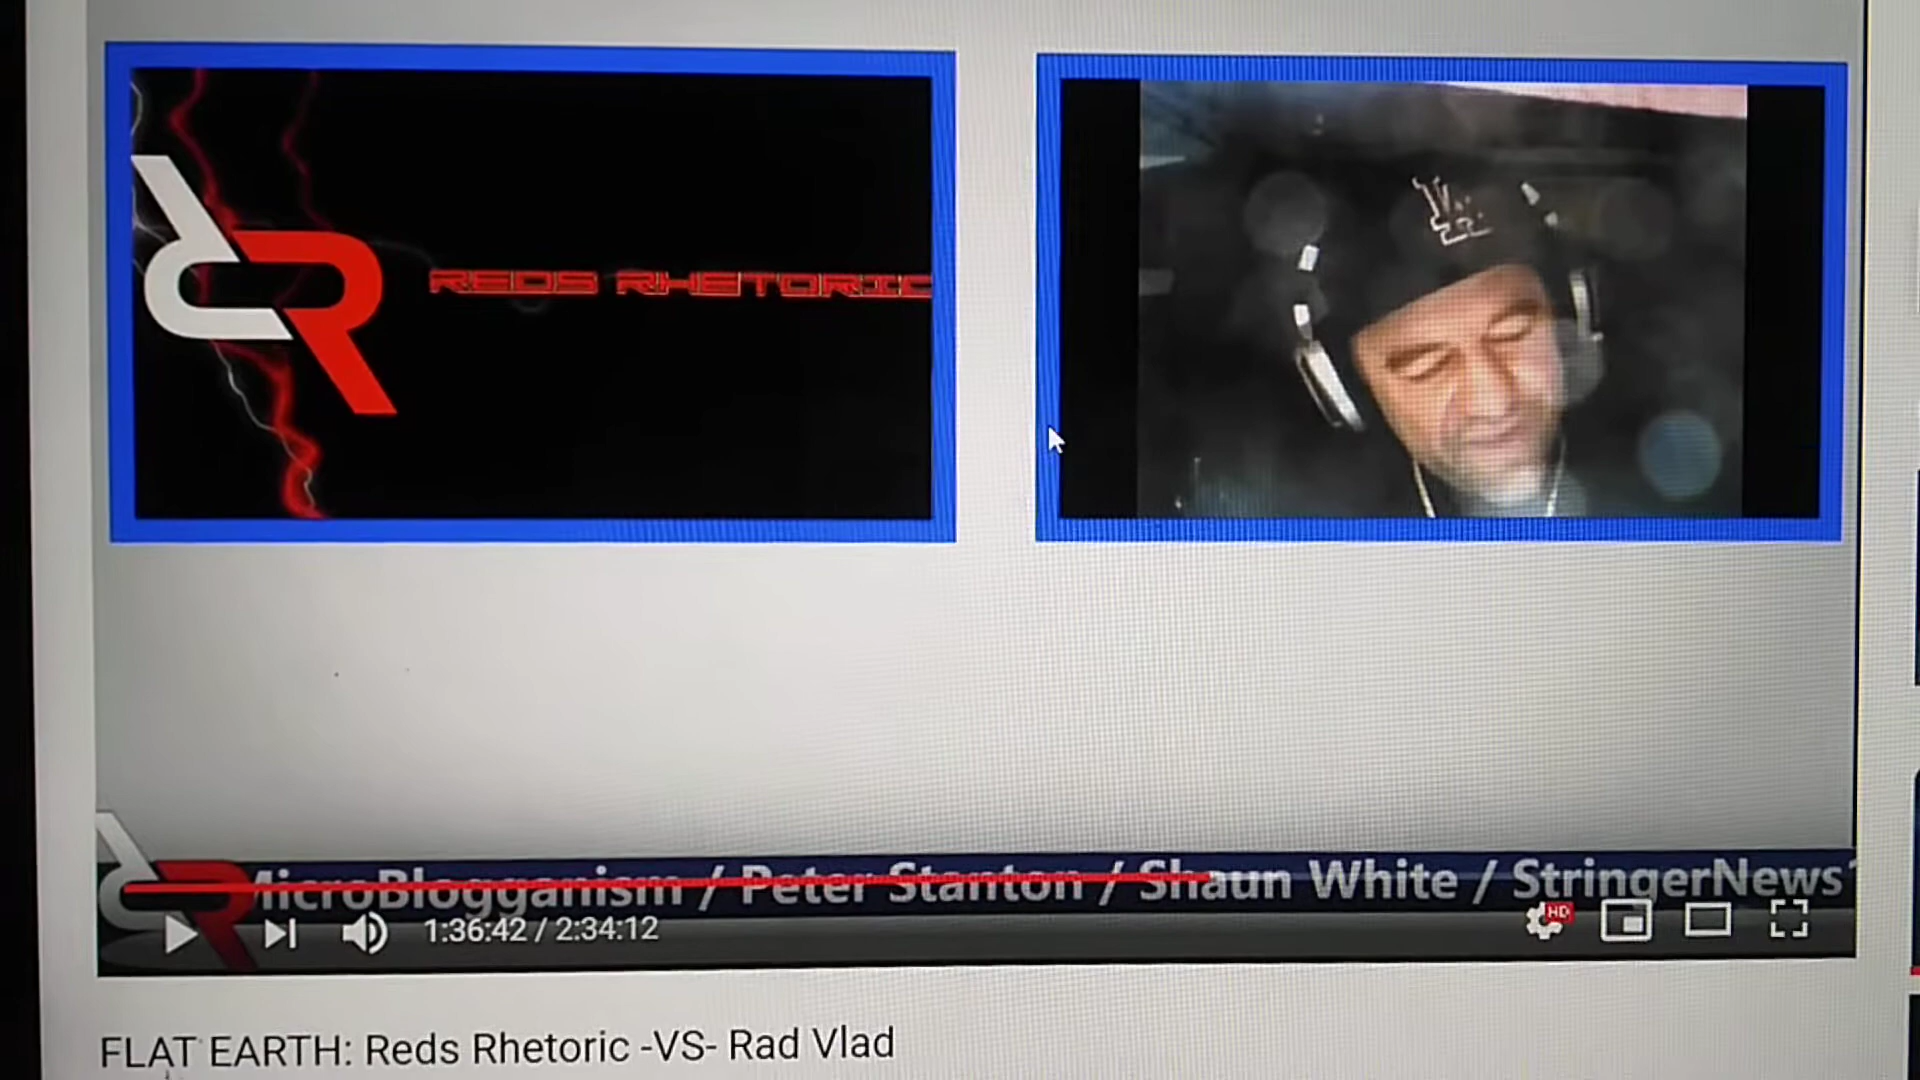 REDS RHETORIC
MicroBlogganism / Peter Stanton / Shaun White / StringerNews1
1:36:42 / 2:34:12
HD
FLAT EARTH: Reds Rhetoric -VS- Rad Vlad